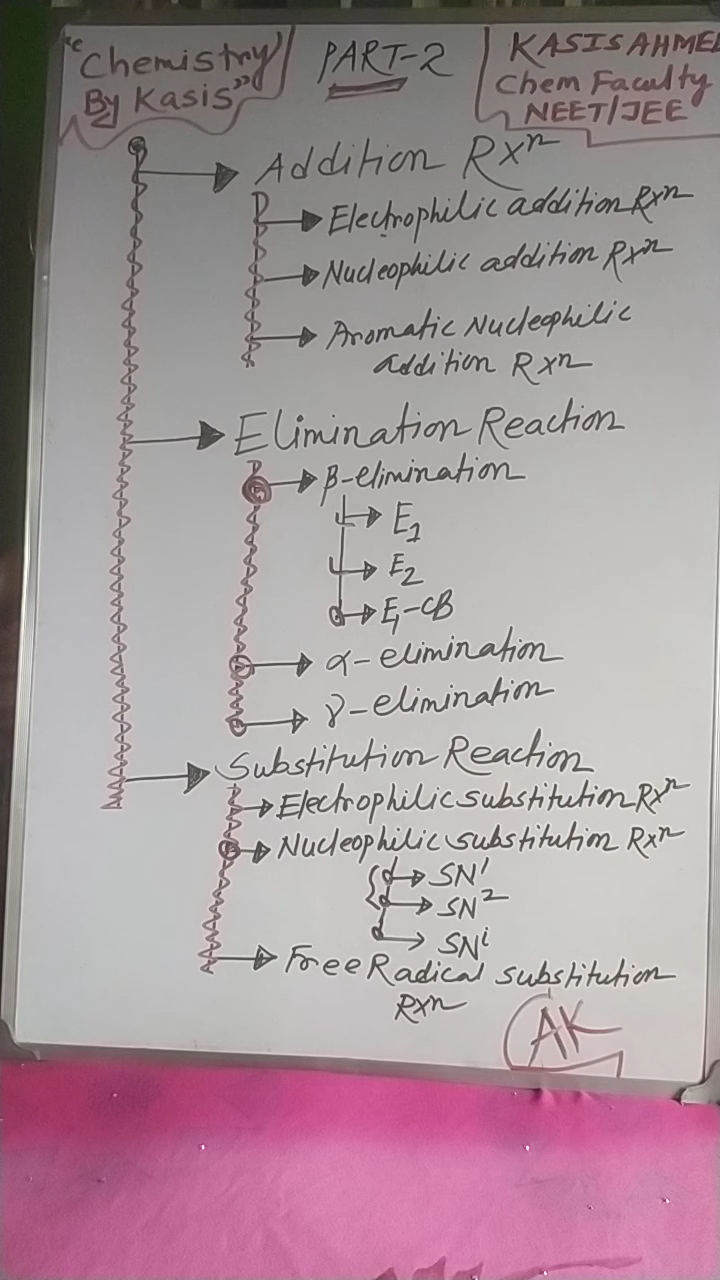 "Chemistry
By Kasis"
PART-2
KASIS AHMED
Chem Faculty
NEET/JEE
Addition Rxⁿ
Electrophilic addition Rxⁿ
Nucleophilic addition Rxⁿ
Aromatic Nucleophilic
addition Rxⁿ
Elimination Reaction
β-elimination
E₁
E₂
E₁-CB
α-elimination
γ-elimination
Substitution Reaction
Electrophilic substitution Rxⁿ
Nucleophilic substitution Rxⁿ
SN¹
SN²
SNⁱ
Free Radical substitution
Rxn
AK